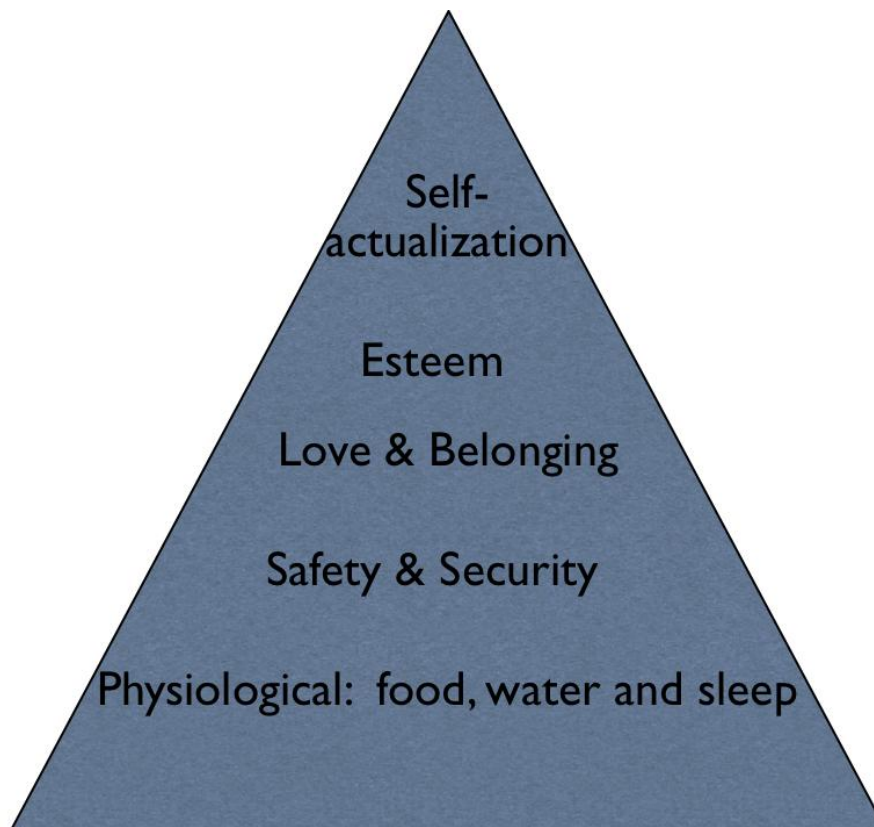 Self-
actualization
Esteem
Love & Belonging
Safety & Security
Physiological:  food, water and sleep